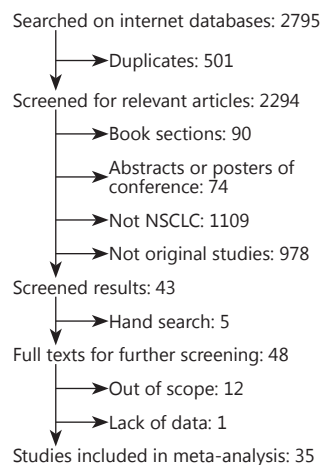 Searched on internet databases: 2795
Duplicates: 501
Screened for relevant articles: 2294
Book sections: 90
Abstracts or posters of
conference: 74
Not NSCLC: 1109
Not original studies: 978
Screened results: 43
Hand search: 5
Full texts for further screening: 48
Out of scope: 12
Lack of data: 1
Studies included in meta-analysis: 35